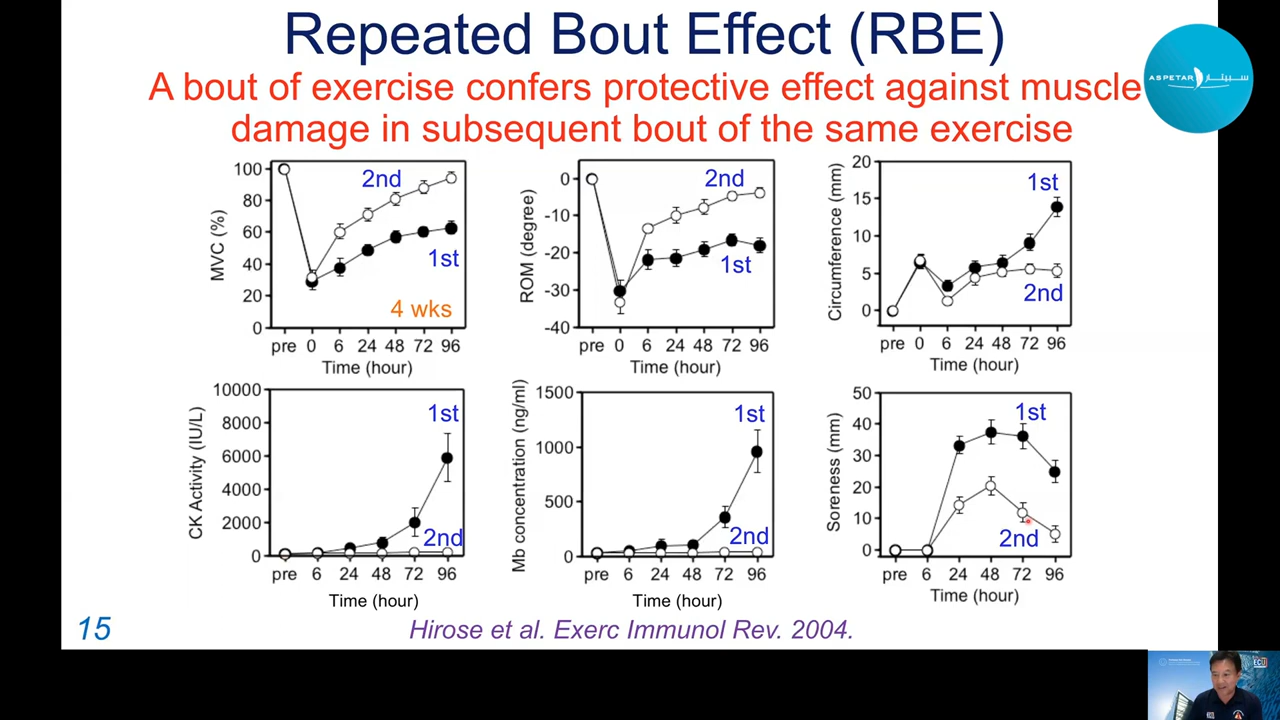 Repeated Bout Effect (RBE)
A bout of exercise confers protective effect against muscle
damage in subsequent bout of the same exercise
ASPETAR سبيتار
MVC (%)
100
80
60
40
20
0
2nd
1st
4 wks
pre 0 6 24 48 72 96
Time (hour)
ROM (degree)
0
-10
-20
-30
-40
2nd
1st
pre 0 6 24 48 72 96
Time (hour)
Circumference (mm)
20
15
10
5
0
1st
2nd
pre 0 6 24 48 72 96
Time (hour)
CK Activity (IU/L)
10000
8000
6000
4000
2000
0
1st
2nd
pre 6 24 48 72 96
Time (hour)
Mb concentration (ng/ml)
1500
1000
500
0
1st
2nd
pre 6 24 48 72 96
Time (hour)
Soreness (mm)
50
40
30
20
10
0
1st
2nd
pre 6 24 48 72 96
Time (hour)
15
Hirose et al. Exerc Immunol Rev. 2004.
ECU